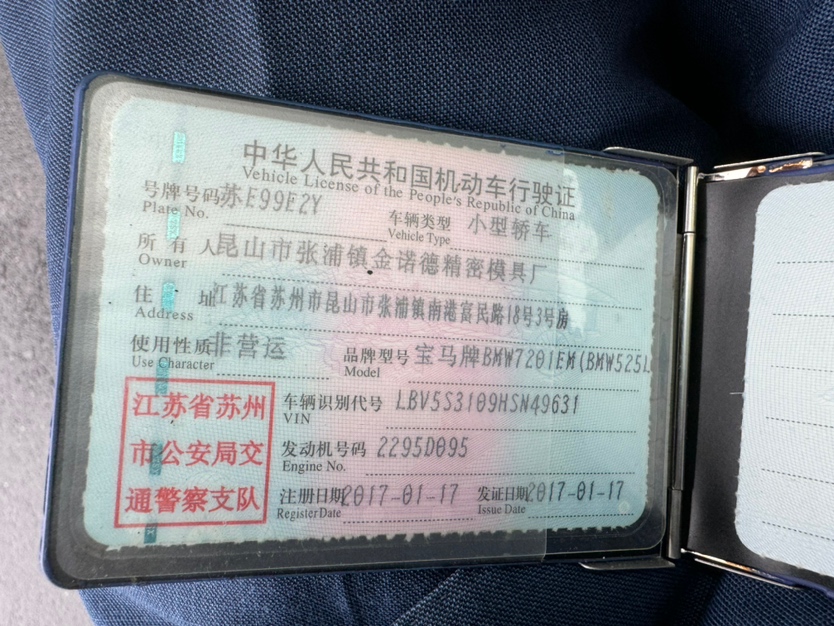 中华人民共和国机动车行驶证
Vehicle License of the People's Republic of China
号牌号码 苏E99E2Y 车辆类型 小型轿车
Plate No. Vehicle Type
所有人 昆山市张浦镇金诺德精密模具厂
Owner
住址 江苏省苏州市昆山市张浦镇南港富民路18号3号房
Address
使用性质 非营运 品牌型号 宝马牌BMW7201EM(BMW525L
Use Character Model
江苏省苏州
市公安局交
通警察支队
车辆识别代号 LBV5S3109HSN49631
VIN
发动机号码 2295D095
Engine No.
注册日期 2017-01-17 发证日期 2017-01-17
Register Date Issue Date